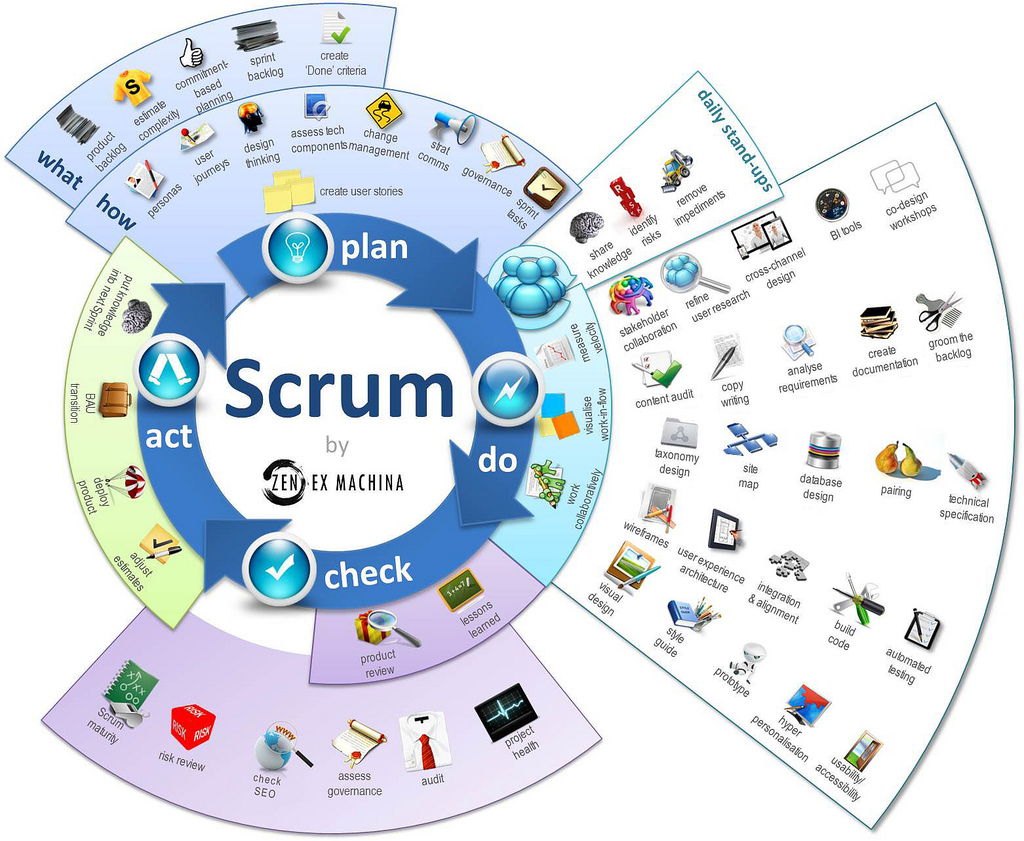 what
product
backlog
S
estimate
complexity
commitment-
based
planning
sprint
backlog
create
'Done' criteria
how
personas
user
journeys
design
thinking
assess tech
components
change
management
strat
comms
governance
sprint
tasks
create user stories
plan
daily stand-ups
share
knowledge
RISK
identify
risks
remove
impediments
stakeholder
collaboration
refine
user research
cross-channel
design
BI tools
co-design
workshops
content audit
copy
writing
analyse
requirements
create
documentation
groom the
backlog
taxonomy
design
site
map
database
design
pairing
technical
specification
wireframes
user experience
architecture
integration
& alignment
build
code
automated
testing
visual
design
style
guide
prototype
hyper
personalisation
usability/
accessibility
measure
velocity
visualise
work-in-flow
work
collaboratively
do
Scrum
by
ZEN EX MACHINA
check
product
review
lessons
learned
Scrum
maturity
RISK
RISK
RISK
risk review
WWW
check
SEO
assess
governance
audit
project
health
act
put knowledge
into next Sprint
BAU
transition
deploy
product
adjust
estimates